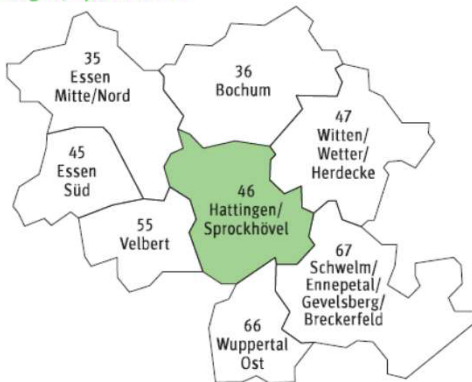 35
Essen
Mitte/Nord
36
Bochum
47
Witten/
Wetter/
Herdecke
45
Essen
Süd
46
Hattingen/
Sprockhövel
55
Velbert
67
Schwelm/
Ennepetal/
Gevelsberg/
Breckerfeld
66
Wuppertal
Ost